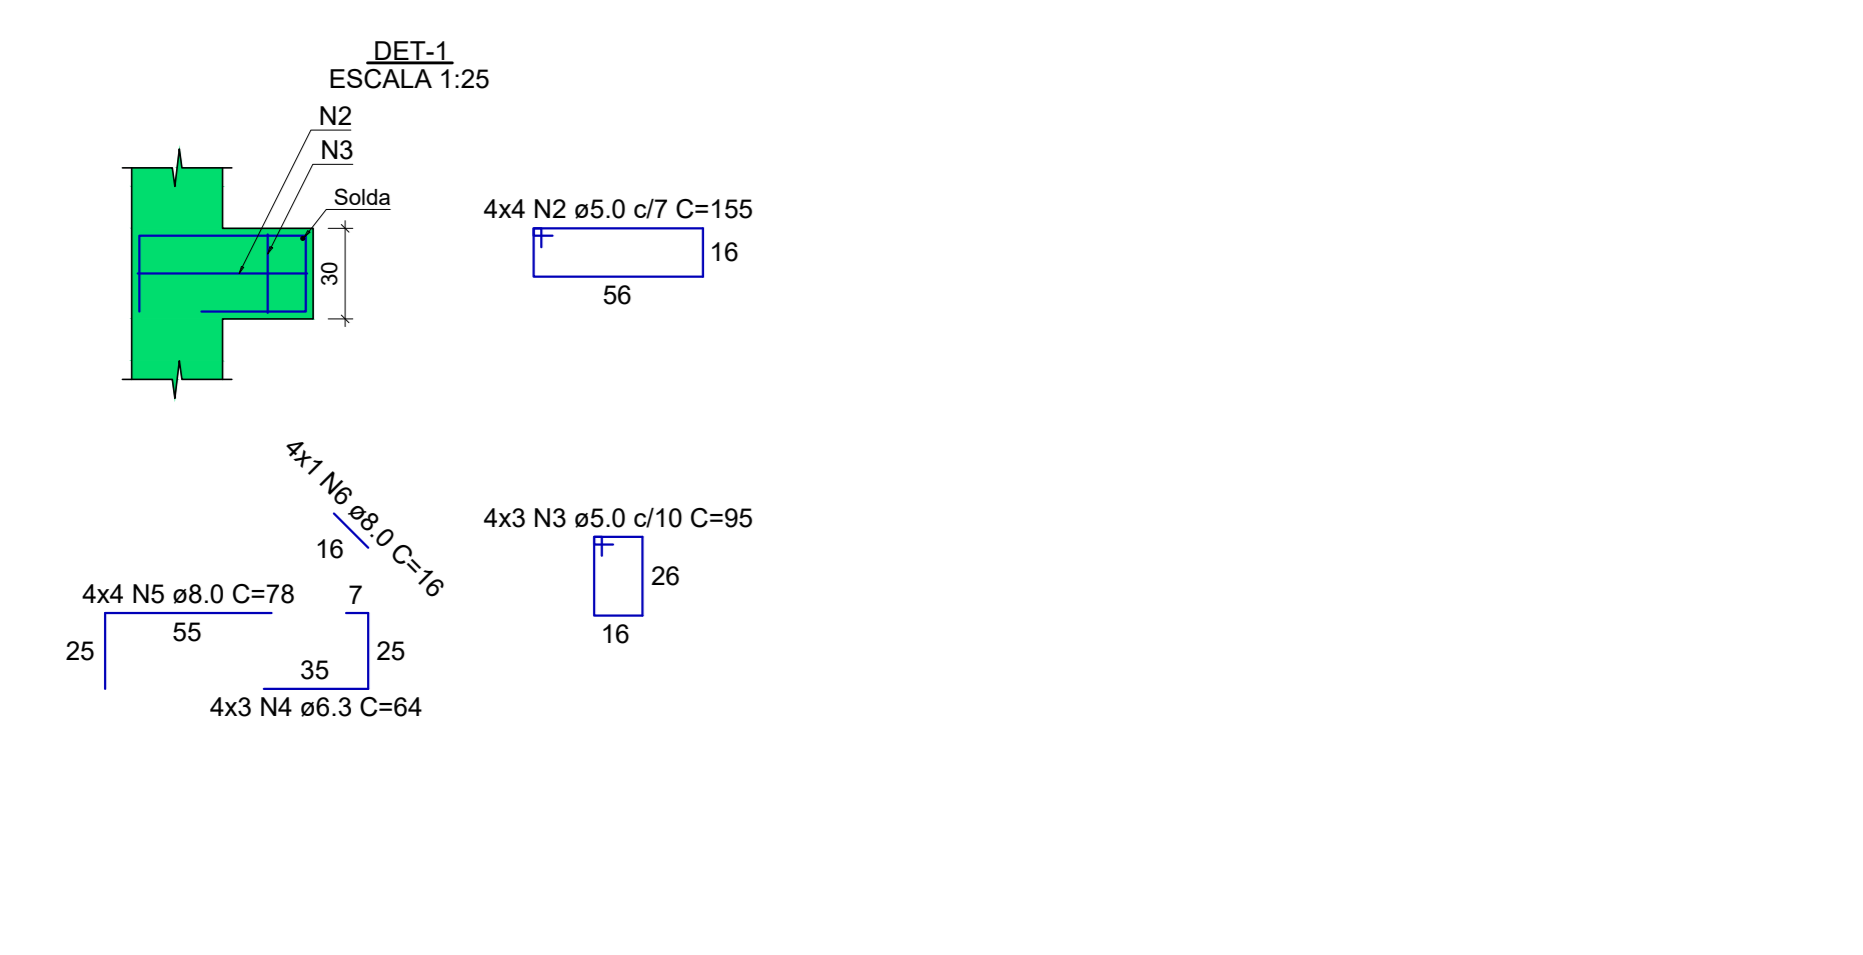 DET-1
ESCALA 1:25
N2
N3
Solda
30
4x4 N2 ø5.0 c/7 C=155
16
56
4x1 N6 ø8.0 C=16
16
4x3 N3 ø5.0 c/10 C=95
26
16
4x4 N5 ø8.0 C=78
7
55
25
25
35
4x3 N4 ø6.3 C=64